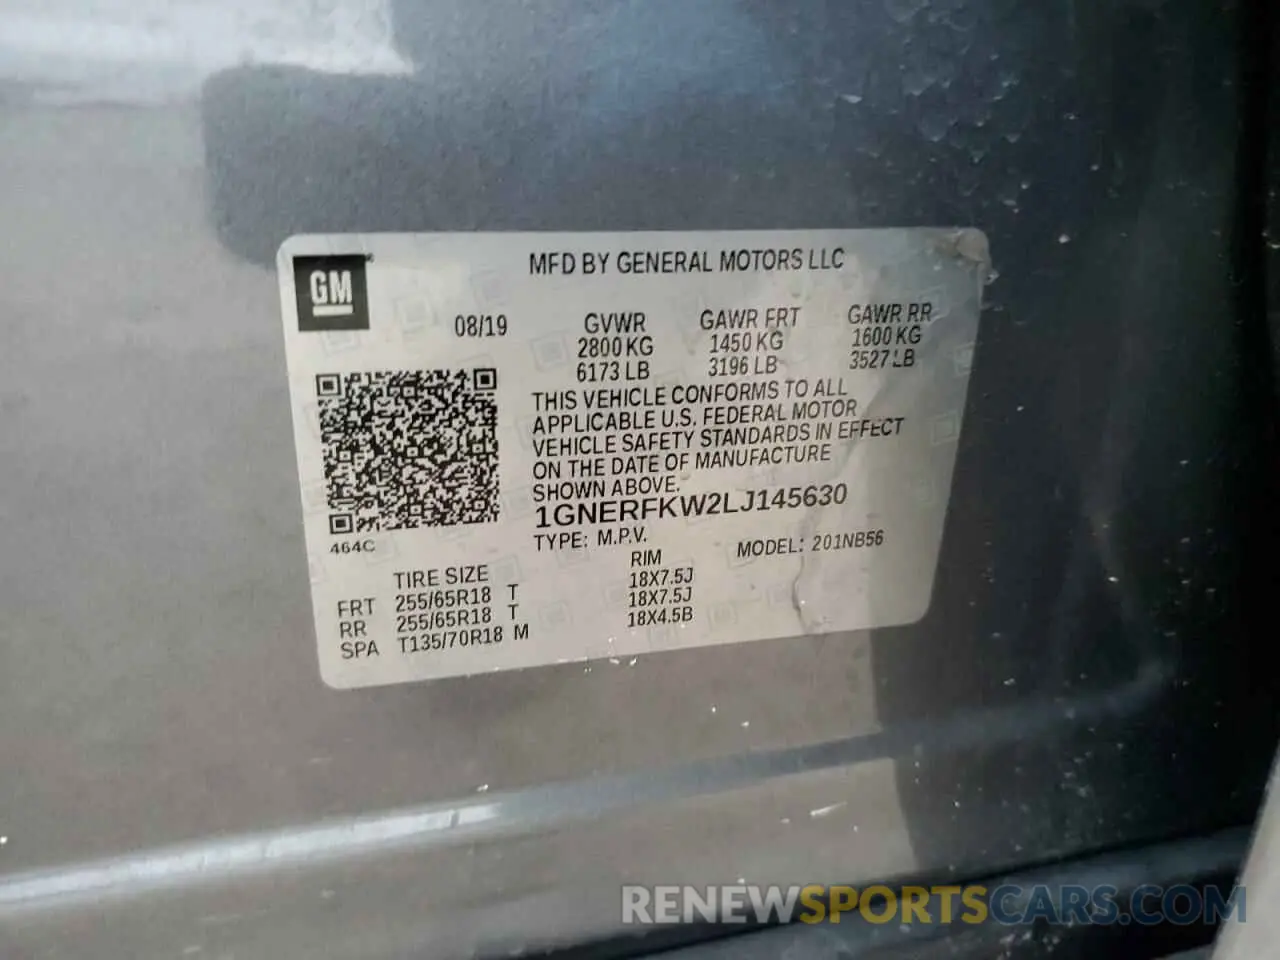 GM
MFD BY GENERAL MOTORS LLC
08/19
GVWR GAWR FRT GAWR RR
2800 KG 1450 KG 1600 KG
6173 LB 3196 LB 3527 LB
THIS VEHICLE CONFORMS TO ALL
APPLICABLE U.S. FEDERAL MOTOR
VEHICLE SAFETY STANDARDS IN EFFECT
ON THE DATE OF MANUFACTURE
SHOWN ABOVE.
1GNERFKW2LJ145630
TYPE: M.P.V. MODEL: 201NB56
464C
TIRE SIZE RIM
FRT 255/65R18 T 18X7.5J
RR 255/65R18 T 18X7.5J
SPA T135/70R18 M 18X4.5B
RENEWSPORTSCARS.COM